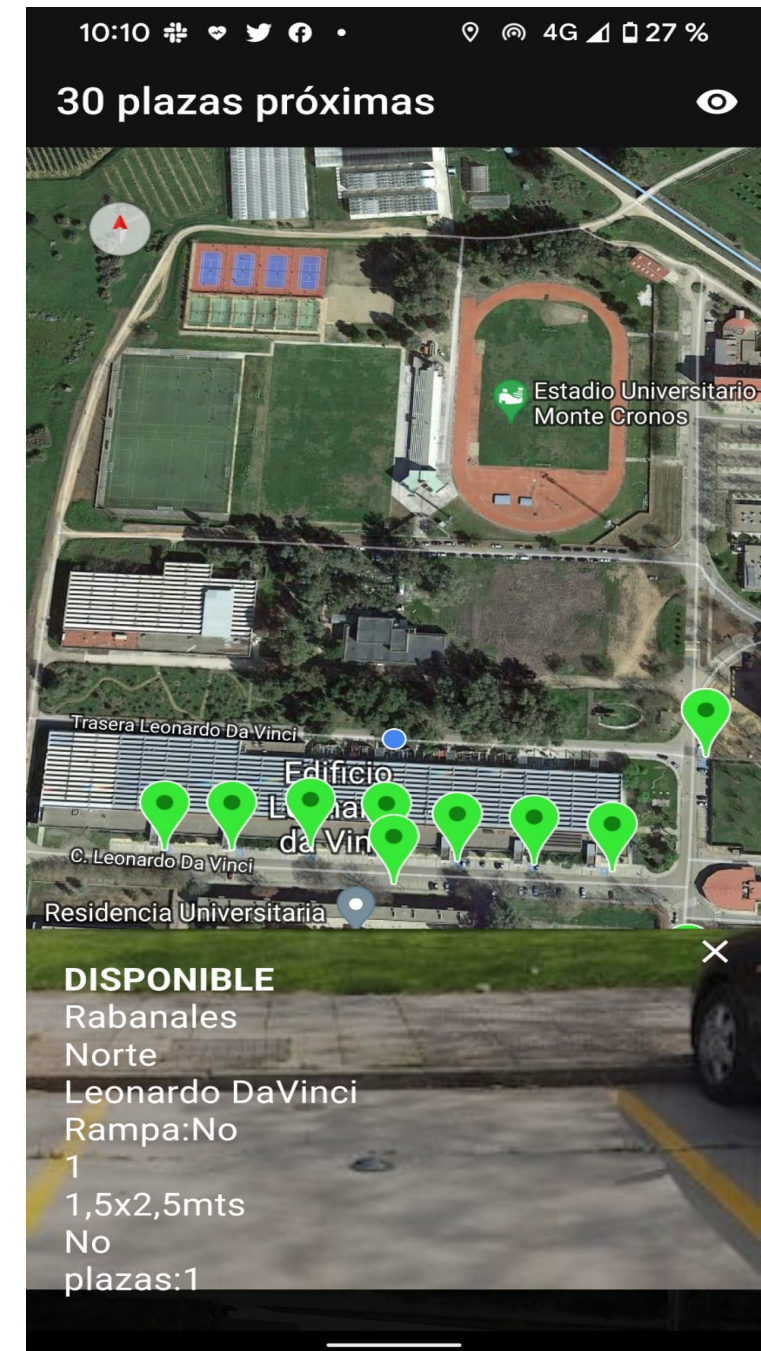 10:10
4G 27 %
30 plazas próximas
Estadio Universitario
Monte Cronos
Trasera Leonardo Da Vinci
Edificio
Leonardo
da Vin
C. Leonardo Da Vinci
Residencia Universitaria
DISPONIBLE
Rabanales
Norte
Leonardo DaVinci
Rampa:No
1
1,5x2,5mts
No
plazas:1